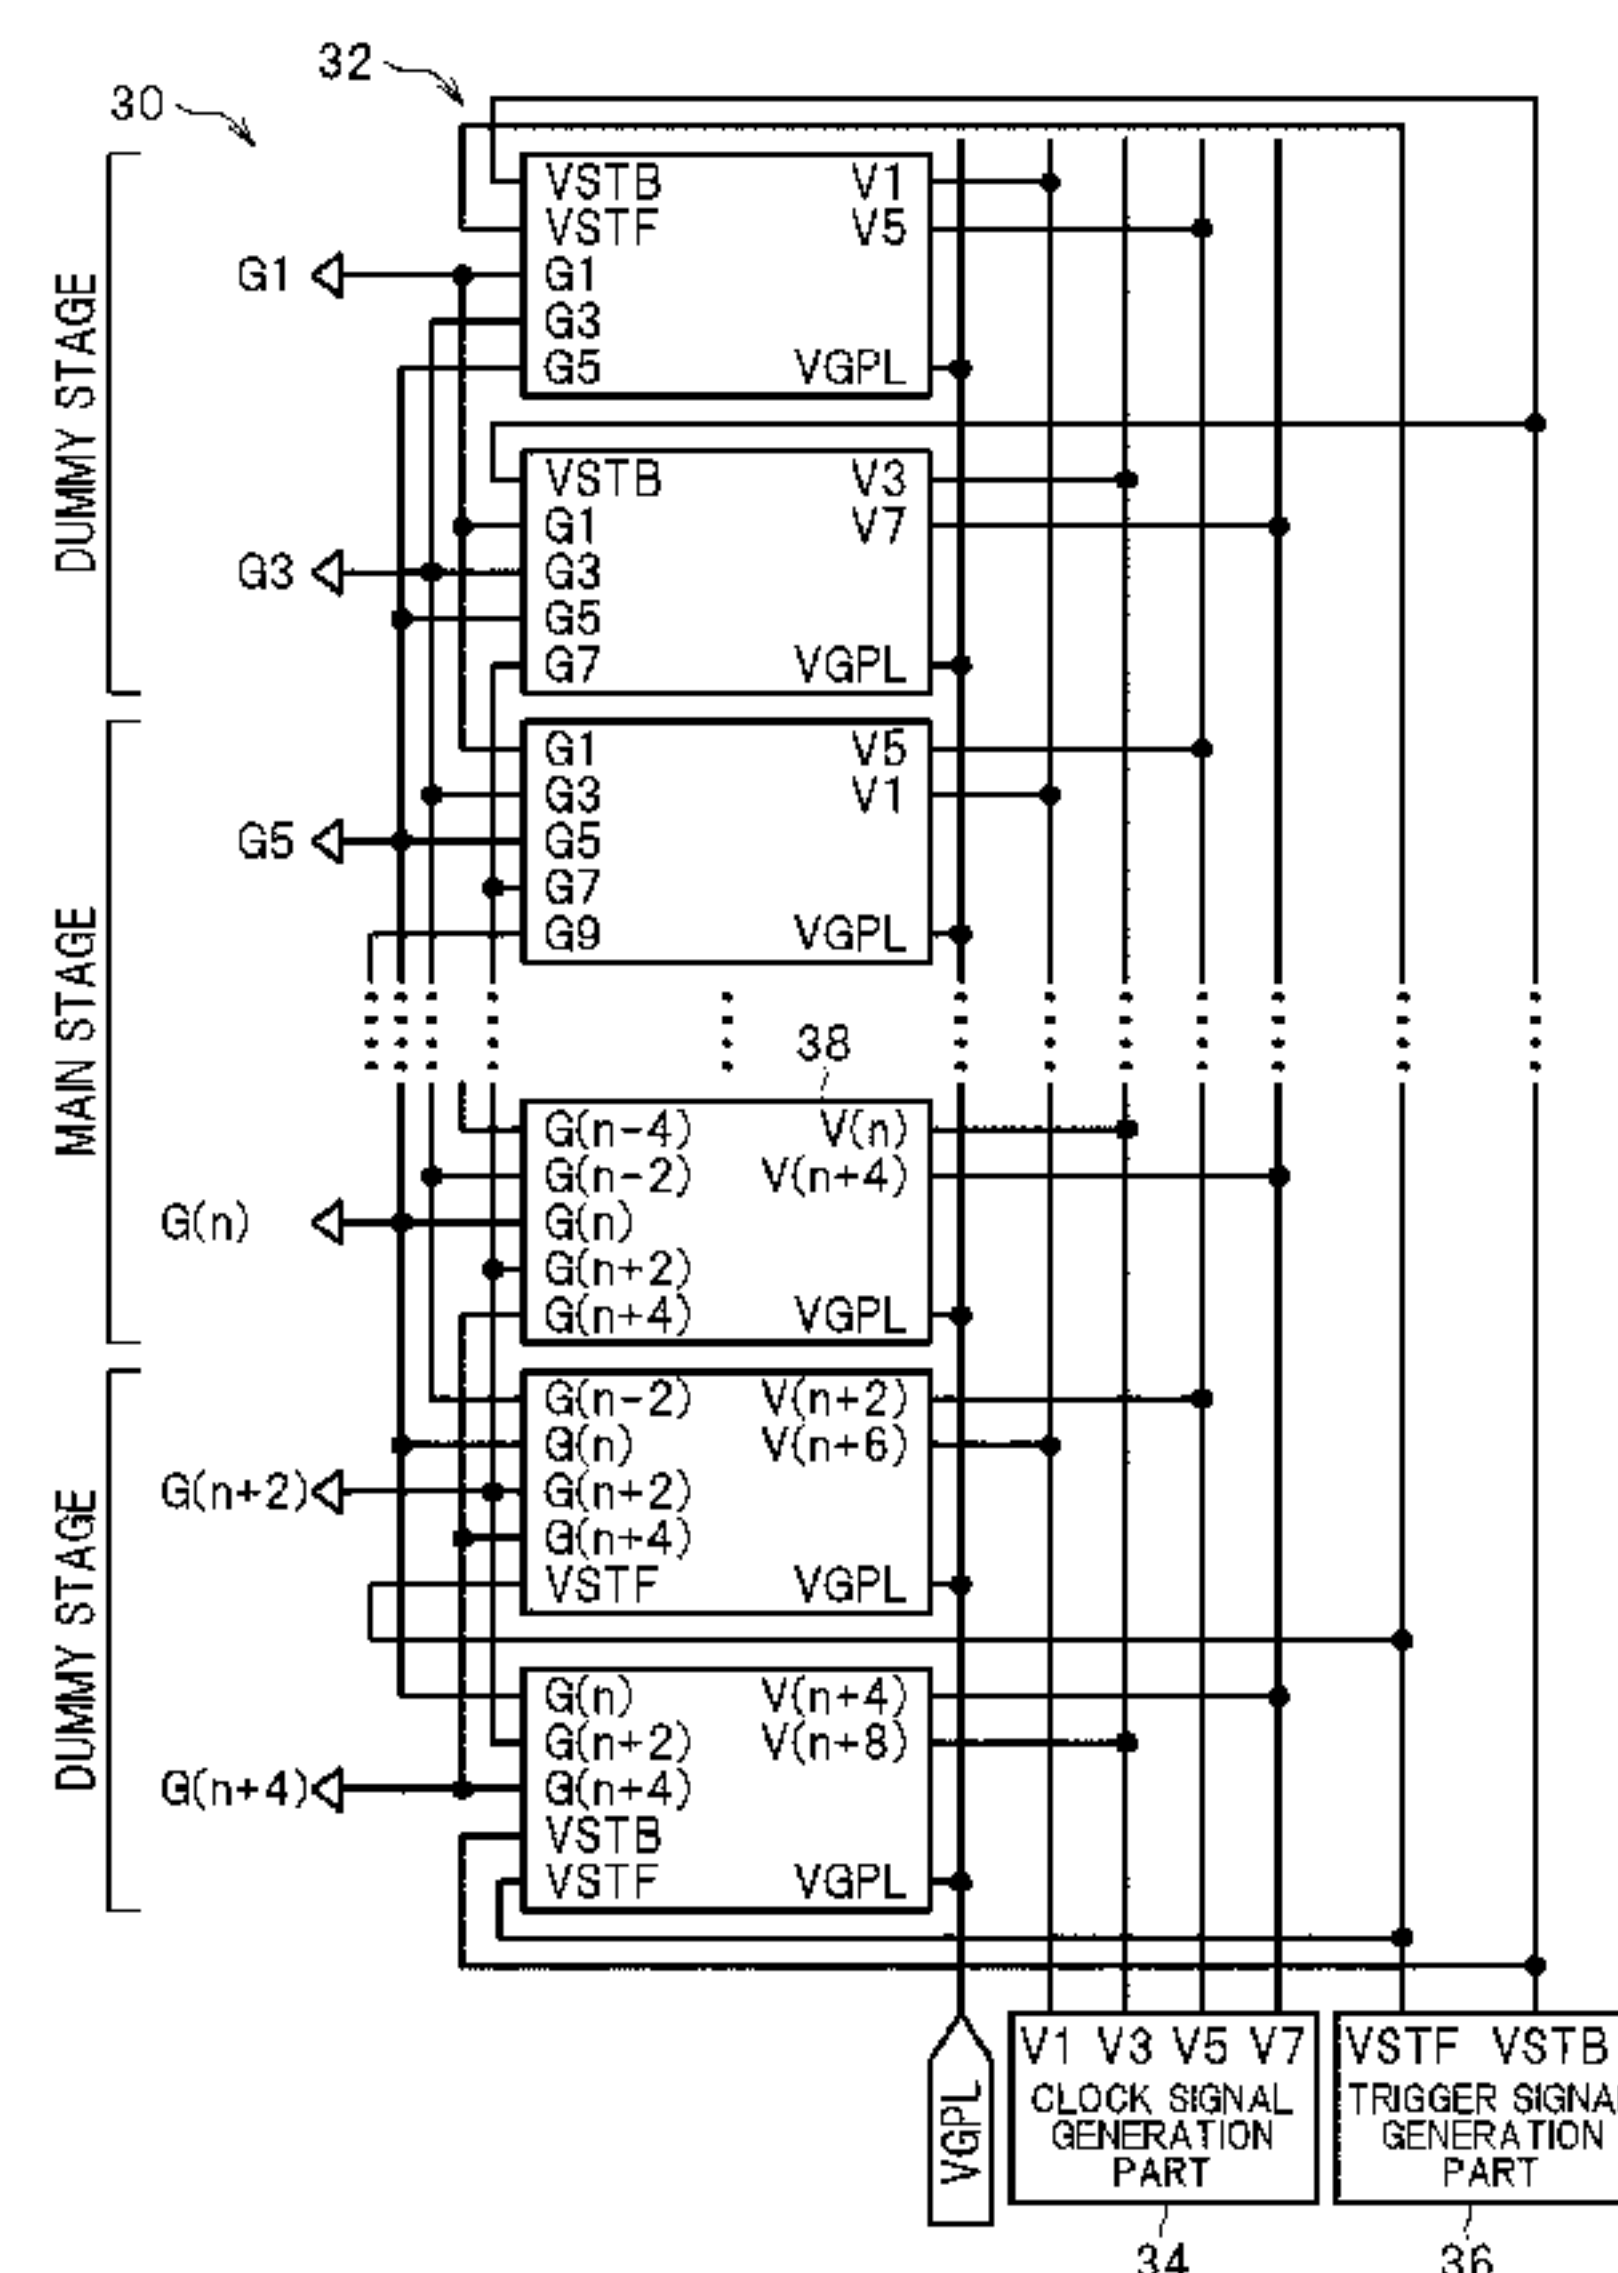 32
30
DUMMY STAGE
VSTB V1
VSTF V5
G1 G1
G3
G5 VGPL
VSTB V3
G1 V7
G3 G3
G5
G7 VGPL
MAIN STAGE
G1 V5
G3 V1
G5 G5
G7
G9 VGPL
38
G(n-4) V(n)
G(n-2) V(n+4)
G(n) G(n)
G(n+2)
G(n+4) VGPL
DUMMY STAGE
G(n-2) V(n+2)
G(n) V(n+6)
G(n+2) G(n+2)
G(n+4)
VSTF VGPL
G(n) V(n+4)
G(n+2) V(n+8)
G(n+4) G(n+4)
VSTB
VSTF VGPL
VGPL
V1 V3 V5 V7
CLOCK SIGNAL
GENERATION
PART
34
VSTF VSTB
TRIGGER SIGNAL
GENERATION
PART
36